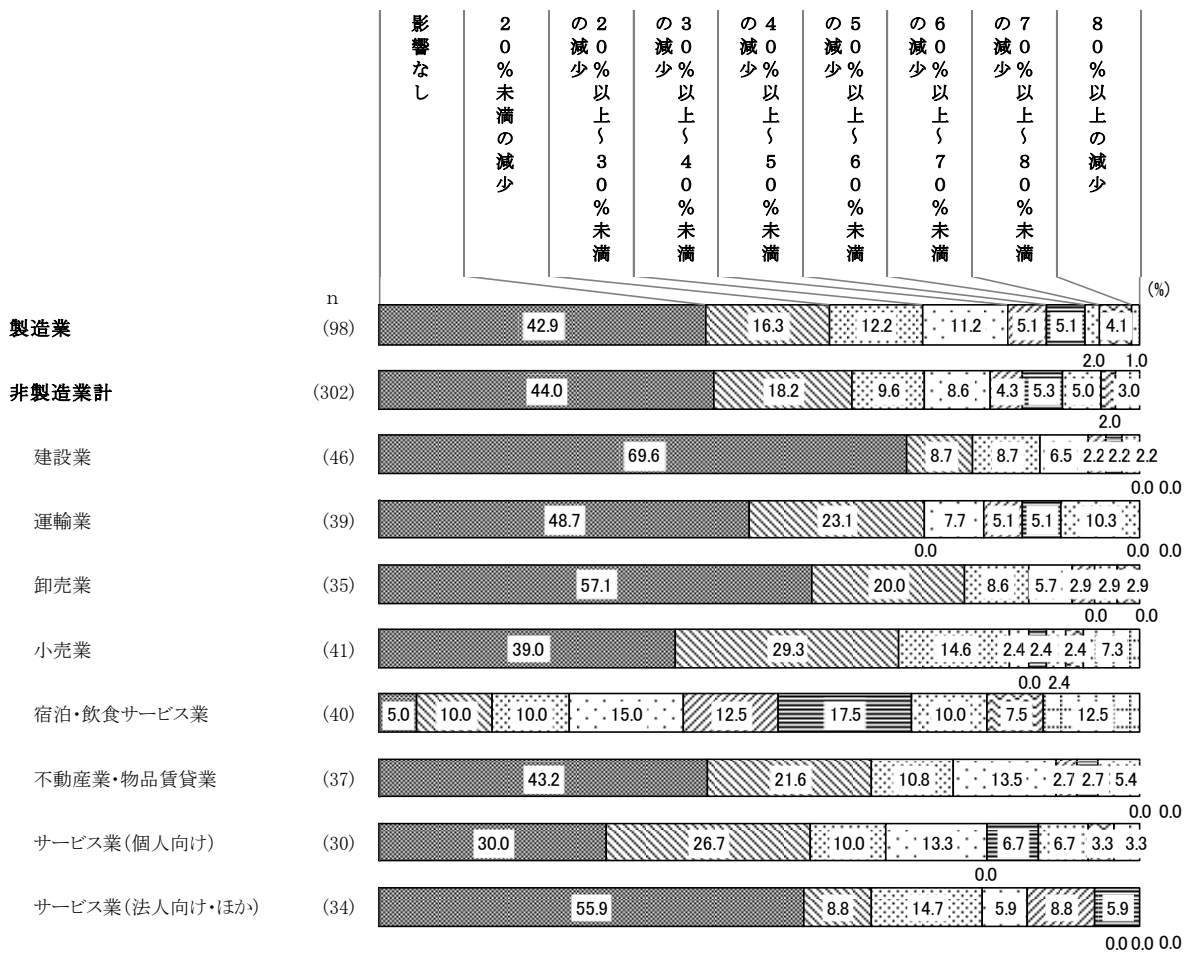 影響なし
20%未満の減少
20%以上~30%未満の減少
30%以上~40%未満の減少
40%以上~50%未満の減少
50%以上~60%未満の減少
60%以上~70%未満の減少
70%以上~80%未満の減少
80%以上の減少
n
(%)
製造業 (98) 42.9 16.3 12.2 11.2 5.1 5.1 4.1
2.0 1.0
非製造業計 (302) 44.0 18.2 9.6 8.6 4.3 5.3 5.0 3.0
2.0
建設業 (46) 69.6 8.7 8.7 6.5 2.2 2.2 2.2
0.0 0.0
運輸業 (39) 48.7 23.1 7.7 5.1 5.1 10.3
0.0 0.0 0.0
卸売業 (35) 57.1 20.0 8.6 5.7 2.9 2.9 2.9
0.0 0.0
小売業 (41) 39.0 29.3 14.6 2.4 2.4 2.4 7.3
0.0 2.4
宿泊・飲食サービス業 (40) 5.0 10.0 10.0 15.0 12.5 17.5 10.0 7.5 12.5
不動産業・物品賃貸業 (37) 43.2 21.6 10.8 13.5 2.7 2.7 5.4
0.0 0.0
サービス業(個人向け) (30) 30.0 26.7 10.0 13.3 6.7 6.7 3.3 3.3
0.0
サービス業(法人向け・ほか) (34) 55.9 8.8 14.7 5.9 8.8 5.9
0.0 0.0 0.0